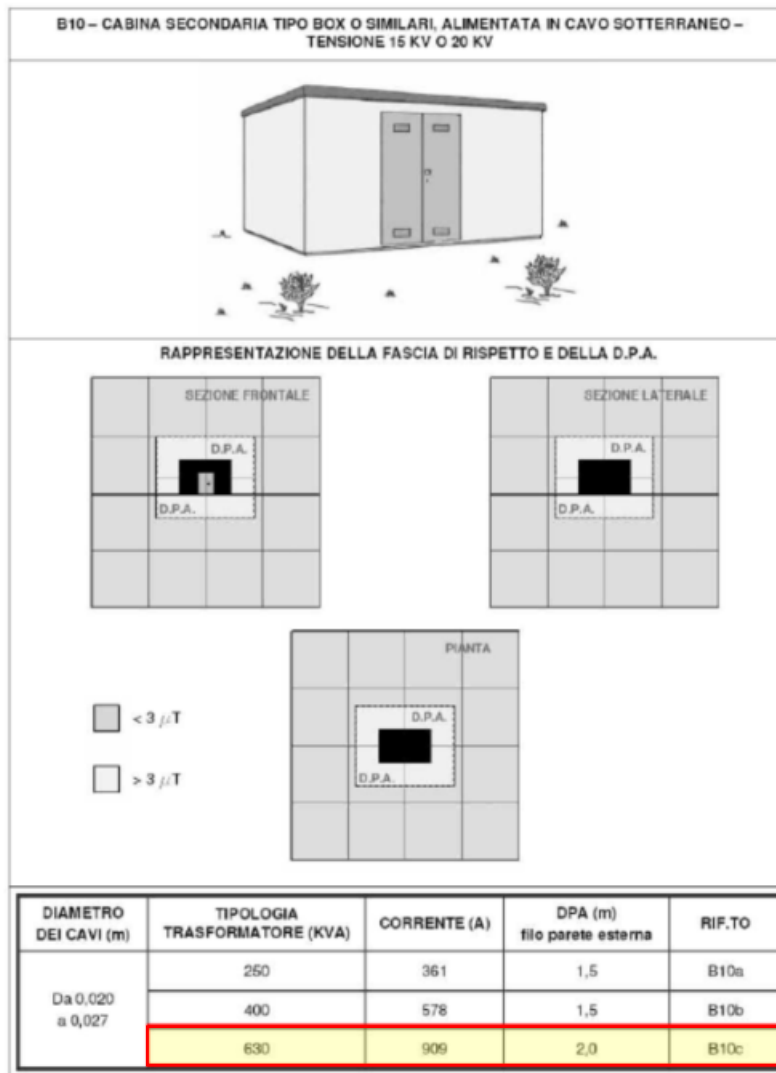 B10 – CABINA SECONDARIA TIPO BOX O SIMILARI, ALIMENTATA IN CAVO SOTTERRANEO –
TENSIONE 15 KV O 20 KV
RAPPRESENTAZIONE DELLA FASCIA DI RISPETTO E DELLA D.P.A.
SEZIONE FRONTALE
D.P.A.
D.P.A.
SEZIONE LATERALE
D.P.A.
D.P.A.
PIANTA
D.P.A.
D.P.A.
< 3 µT
> 3 µT
DIAMETRO
DEI CAVI (m)
TIPOLOGIA
TRASFORMATORE (KVA)
CORRENTE (A)
DPA (m)
filo parete esterna
RIF.TO
Da 0,020
a 0,027
250 361 1,5 B10a
400 578 1,5 B10b
630 909 2,0 B10c